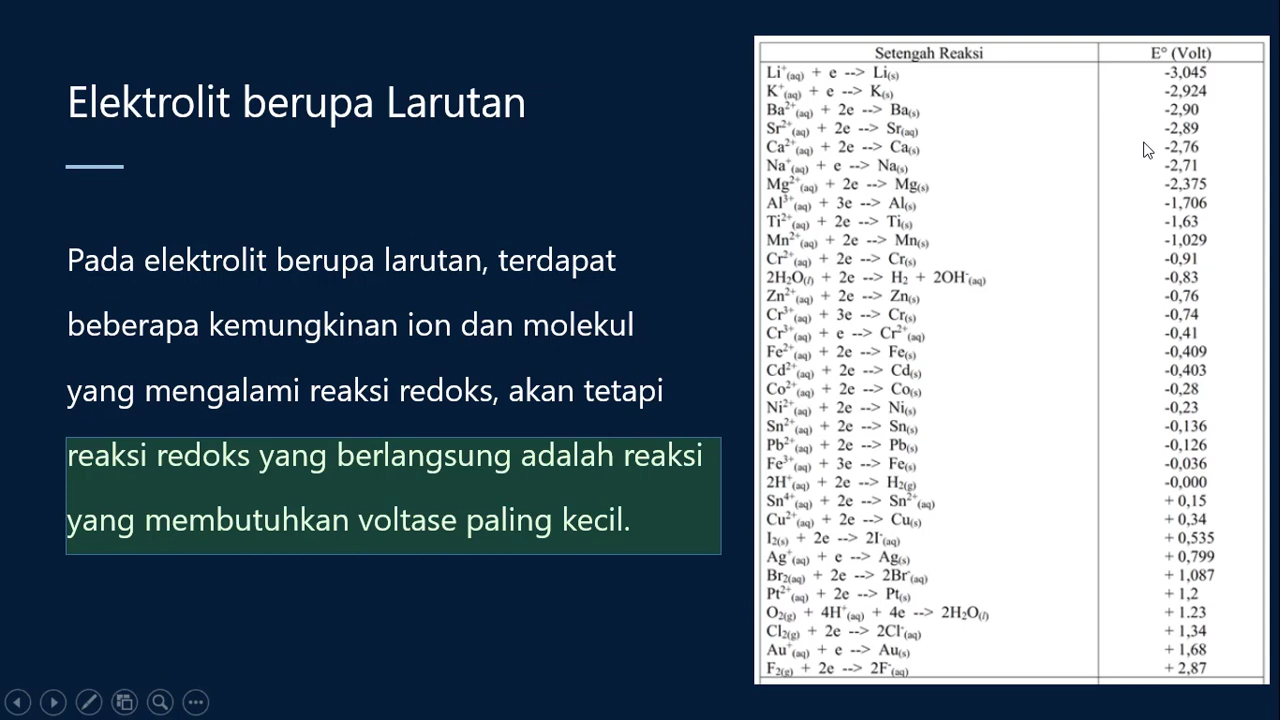 Elektrolit berupa Larutan
Pada elektrolit berupa larutan, terdapat
beberapa kemungkinan ion dan molekul
yang mengalami reaksi redoks, akan tetapi
reaksi redoks yang berlangsung adalah reaksi
yang membutuhkan voltase paling kecil.
Setengah Reaksi E° (Volt)
Li⁺(aq) + e --> Li(s) -3,045
K⁺(aq) + e --> K(s) -2,924
Ba²⁺(aq) + 2e --> Ba(s) -2,90
Sr²⁺(aq) + 2e --> Sr(aq) -2,89
Ca²⁺(aq) + 2e --> Ca(s) -2,76
Na⁺(aq) + e --> Na(s) -2,71
Mg²⁺(aq) + 2e --> Mg(s) -2,375
Al³⁺(aq) + 3e --> Al(s) -1,706
Ti²⁺(aq) + 2e --> Ti(s) -1,63
Mn²⁺(aq) + 2e --> Mn(s) -1,029
Cr²⁺(aq) + 2e --> Cr(s) -0,91
2H₂O(l) + 2e --> H₂ + 2OH⁻(aq) -0,83
Zn²⁺(aq) + 2e --> Zn(s) -0,76
Cr³⁺(aq) + 3e --> Cr(s) -0,74
Cr³⁺(aq) + e --> Cr²⁺(aq) -0,41
Fe²⁺(aq) + 2e --> Fe(s) -0,409
Cd²⁺(aq) + 2e --> Cd(s) -0,403
Co²⁺(aq) + 2e --> Co(s) -0,28
Ni²⁺(aq) + 2e --> Ni(s) -0,23
Sn²⁺(aq) + 2e --> Sn(s) -0,136
Pb²⁺(aq) + 2e --> Pb(s) -0,126
Fe³⁺(aq) + 3e --> Fe(s) -0,036
2H⁺(aq) + 2e --> H₂(g) -0,000
Sn⁴⁺(aq) + 2e --> Sn²⁺(aq) + 0,15
Cu²⁺(aq) + 2e --> Cu(s) + 0,34
I₂(s) + 2e --> 2I⁻(aq) + 0,535
Ag⁺(aq) + e --> Ag(s) + 0,799
Br₂(aq) + 2e --> 2Br⁻(aq) + 1,087
Pt²⁺(aq) + 2e --> Pt(s) + 1,2
O₂(g) + 4H⁺(aq) + 4e --> 2H₂O(l) + 1.23
Cl₂(g) + 2e --> 2Cl⁻(aq) + 1,34
Au⁺(aq) + e --> Au(s) + 1,68
F₂(g) + 2e --> 2F⁻(aq) + 2,87